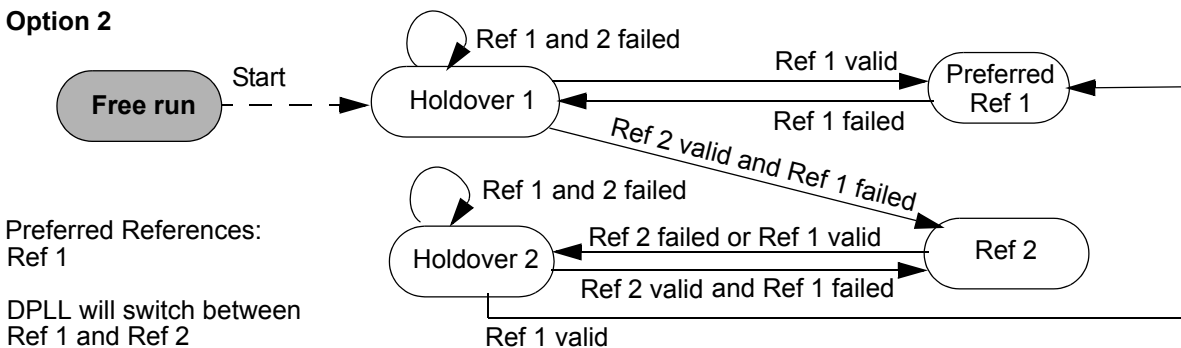 Option 2
Ref 1 and 2 failed
Start
Free run
Holdover 1
Ref 1 valid
Preferred
Ref 1
Ref 1 failed
Ref 2 valid and Ref 1 failed
Ref 1 and 2 failed
Preferred References:
Ref 1
Holdover 2
Ref 2 failed or Ref 1 valid
Ref 2
Ref 2 valid and Ref 1 failed
DPLL will switch between
Ref 1 and Ref 2
Ref 1 valid